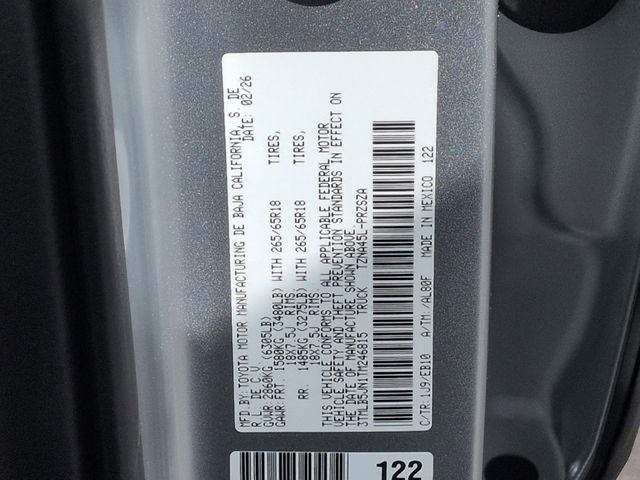 MFD.BY:TOYOTA MOTOR MANUFACTURING DE BAJA CALIFORNIA, S. DE
R.L. DE C.V DATE: 02/26
GVWR: 2860KG (6305LB)
GAWR:FRT. 1580KG (3480LB) WITH 265/65R18 TIRES,
18X7.5J RIMS
RR. 1485KG (3275LB) WITH 265/65R18 TIRES,
18X7.5J RIMS
THIS VEHICLE CONFORMS TO ALL APPLICABLE FEDERAL MOTOR
VEHICLE SAFETY AND THEFT PREVENTION STANDARDS IN EFFECT ON
THE DATE OF MANUFACTURE SHOWN ABOVE.
3TMLB5JN1TM246815 TRUCK TZNA45L-PRZSZA
C/TR:1J9/EB10 A/TM:/AL80F MADE IN MEXICO 122
122